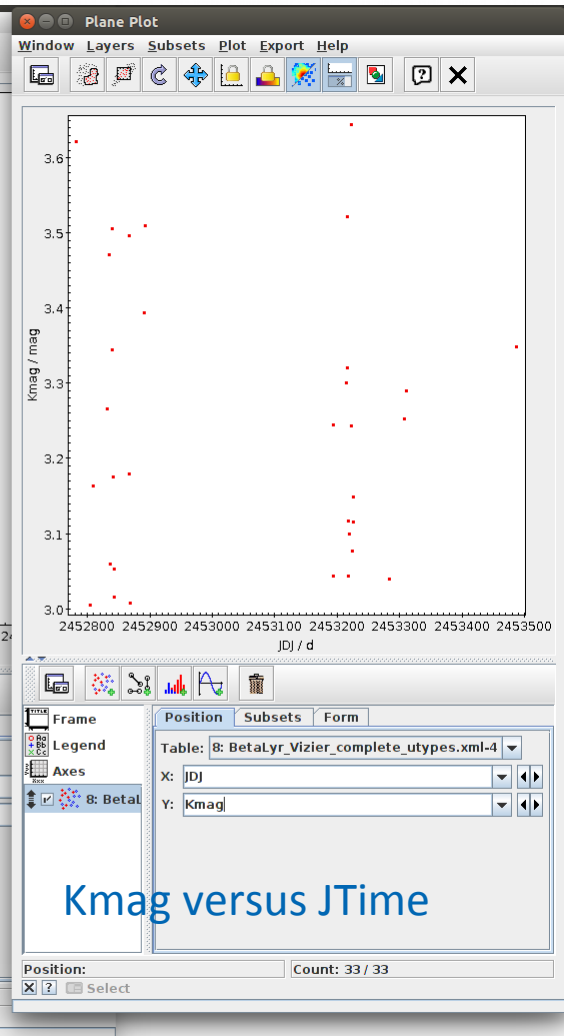 Plane Plot
Window Layers Subsets Plot Export Help
3.6
3.5
3.4
3.3
3.2
3.1
3.0
Kmag / mag
2452800 2452900 2453000 2453100 2453200 2453300 2453400 2453500
JDJ / d
Frame
Legend
Axes
8: BetaL
Position Subsets Form
Table: 8: BetaLyr_Vizier_complete_utypes.xml-4
X: JDJ
Y: Kmag
Kmag versus JTime
Position: Count: 33 / 33
Select